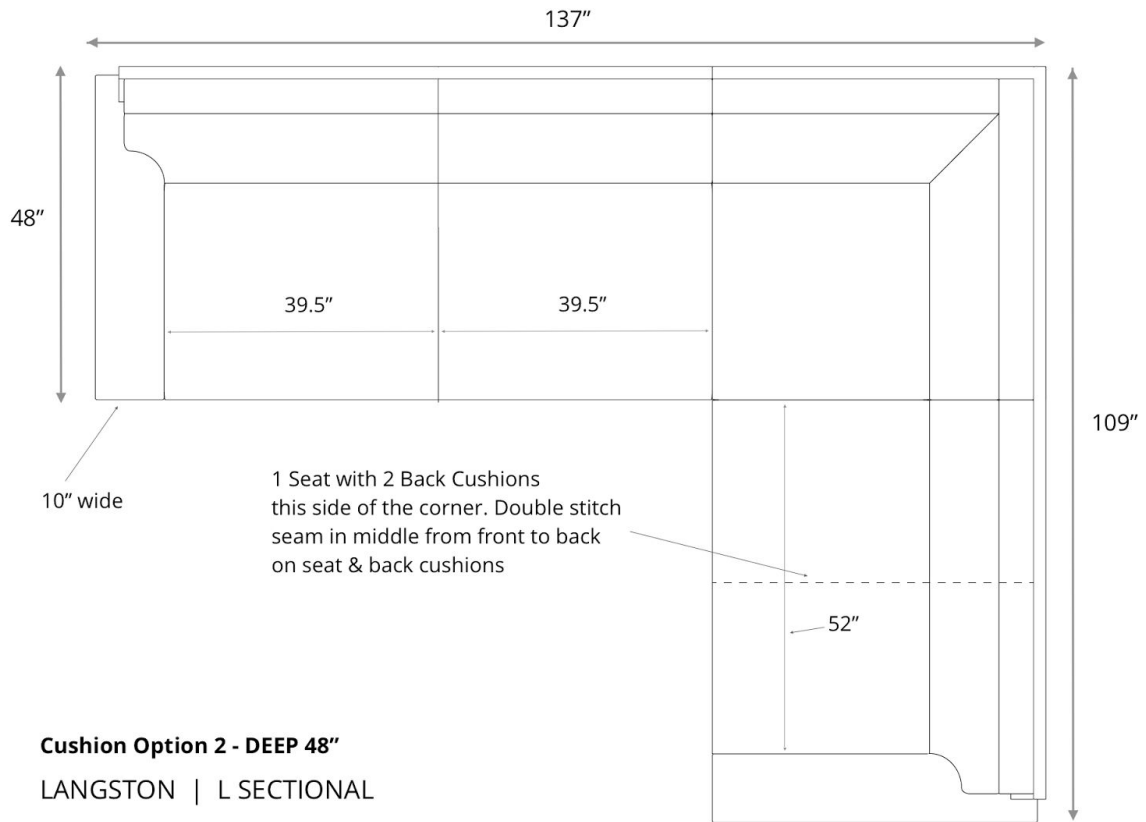 137”
48”
39.5”
39.5”
109”
10” wide
1 Seat with 2 Back Cushions
this side of the corner. Double stitch
seam in middle from front to back
on seat & back cushions
52”
Cushion Option 2 - DEEP 48”
LANGSTON | L SECTIONAL